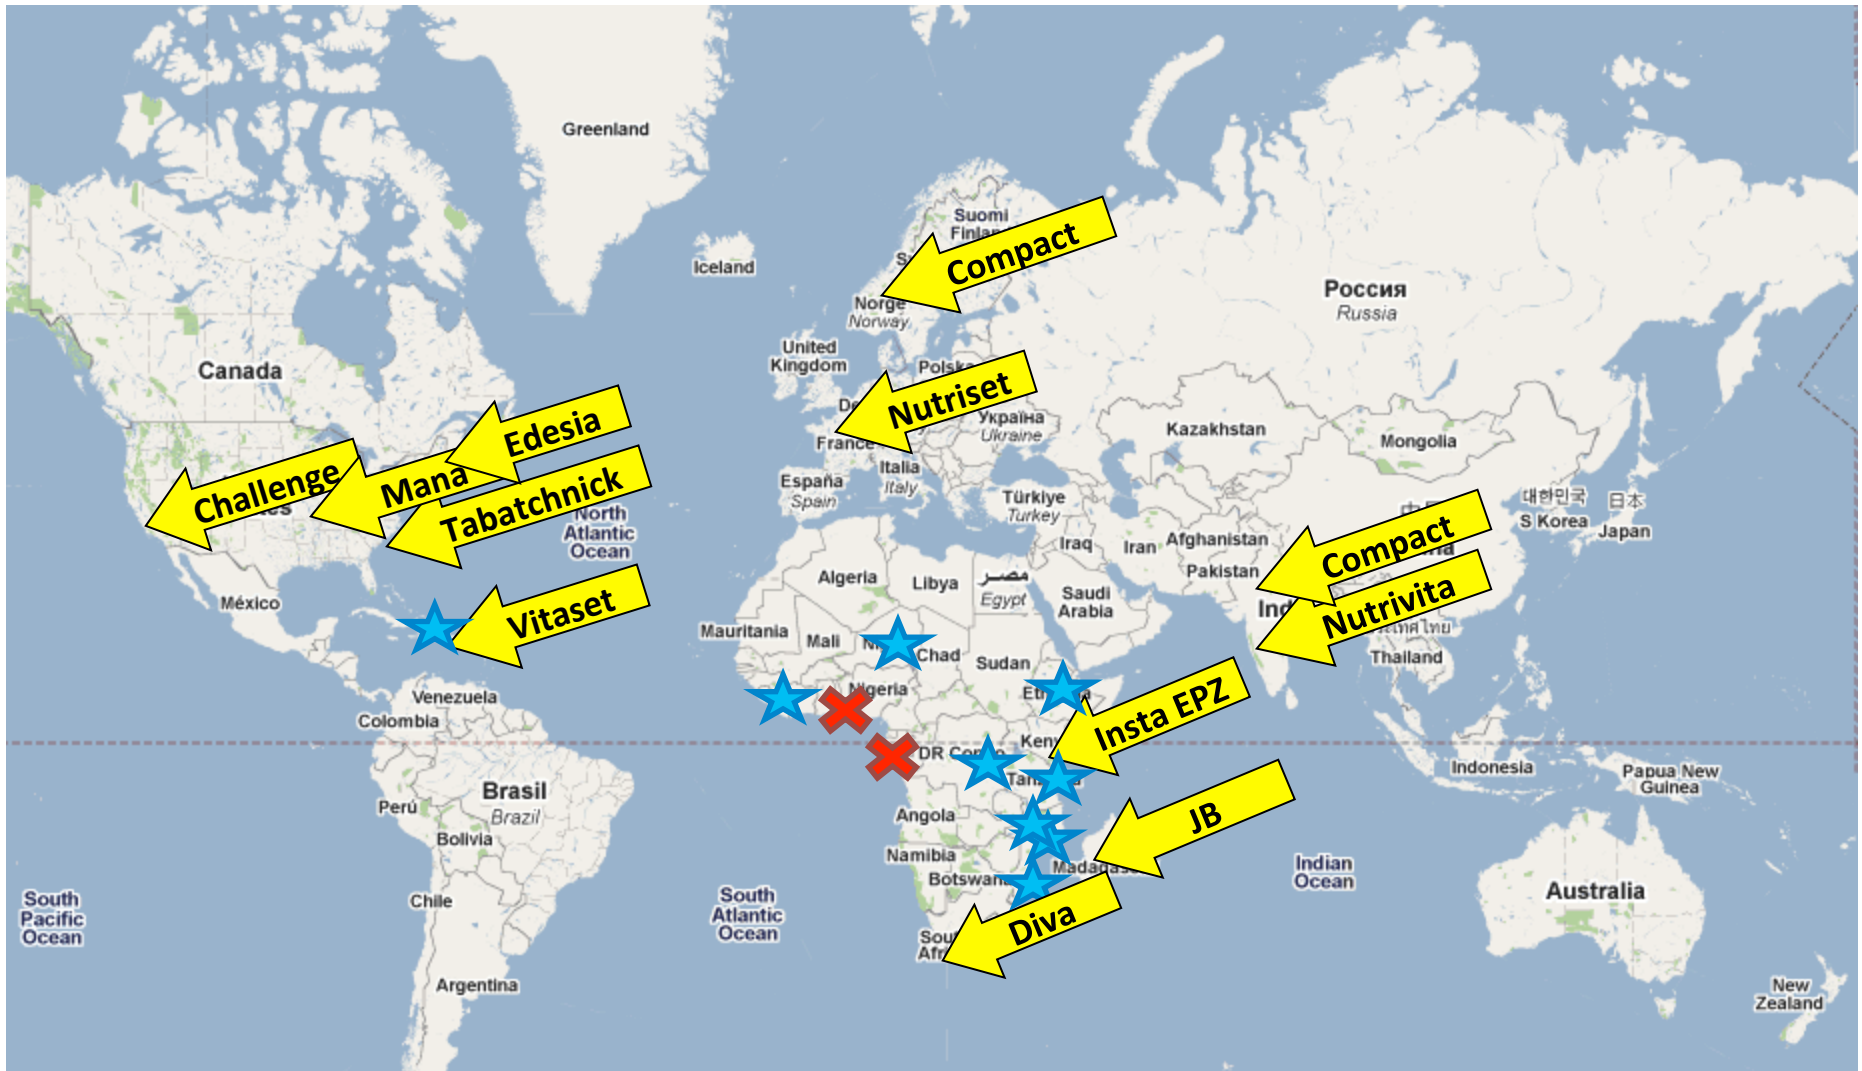 Greenland
Iceland
Suomi
Compact
Norge
Norway
Россия
Russia
Canada
United
Kingdom
Polska
Nutriset
Україна
Ukraine
France
Italia
Italy
España
Spain
Kazakhstan
Mongolia
Edesia
Challenge
Mana
Tabatchnick
North
Atlantic
Ocean
Türkiye
Turkey
Iraq
Iran
Afghanistan
Pakistan
대한민국
S Korea
日本
Japan
Compact
Nutrivita
Thailand
México
Vitaset
Algeria
Libya
مصر
Egypt
Saudi
Arabia
Mauritania
Mali
Chad
Sudan
Nigeria
Venezuela
Colombia
Insta EPZ
DR Congo
Indonesia
Papua New
Guinea
Perú
Brasil
Brazil
Bolivia
Angola
Namibia
Botswana
JB
Diva
Indian
Ocean
Australia
South
Pacific
Ocean
South
Atlantic
Ocean
Chile
Argentina
New
Zealand